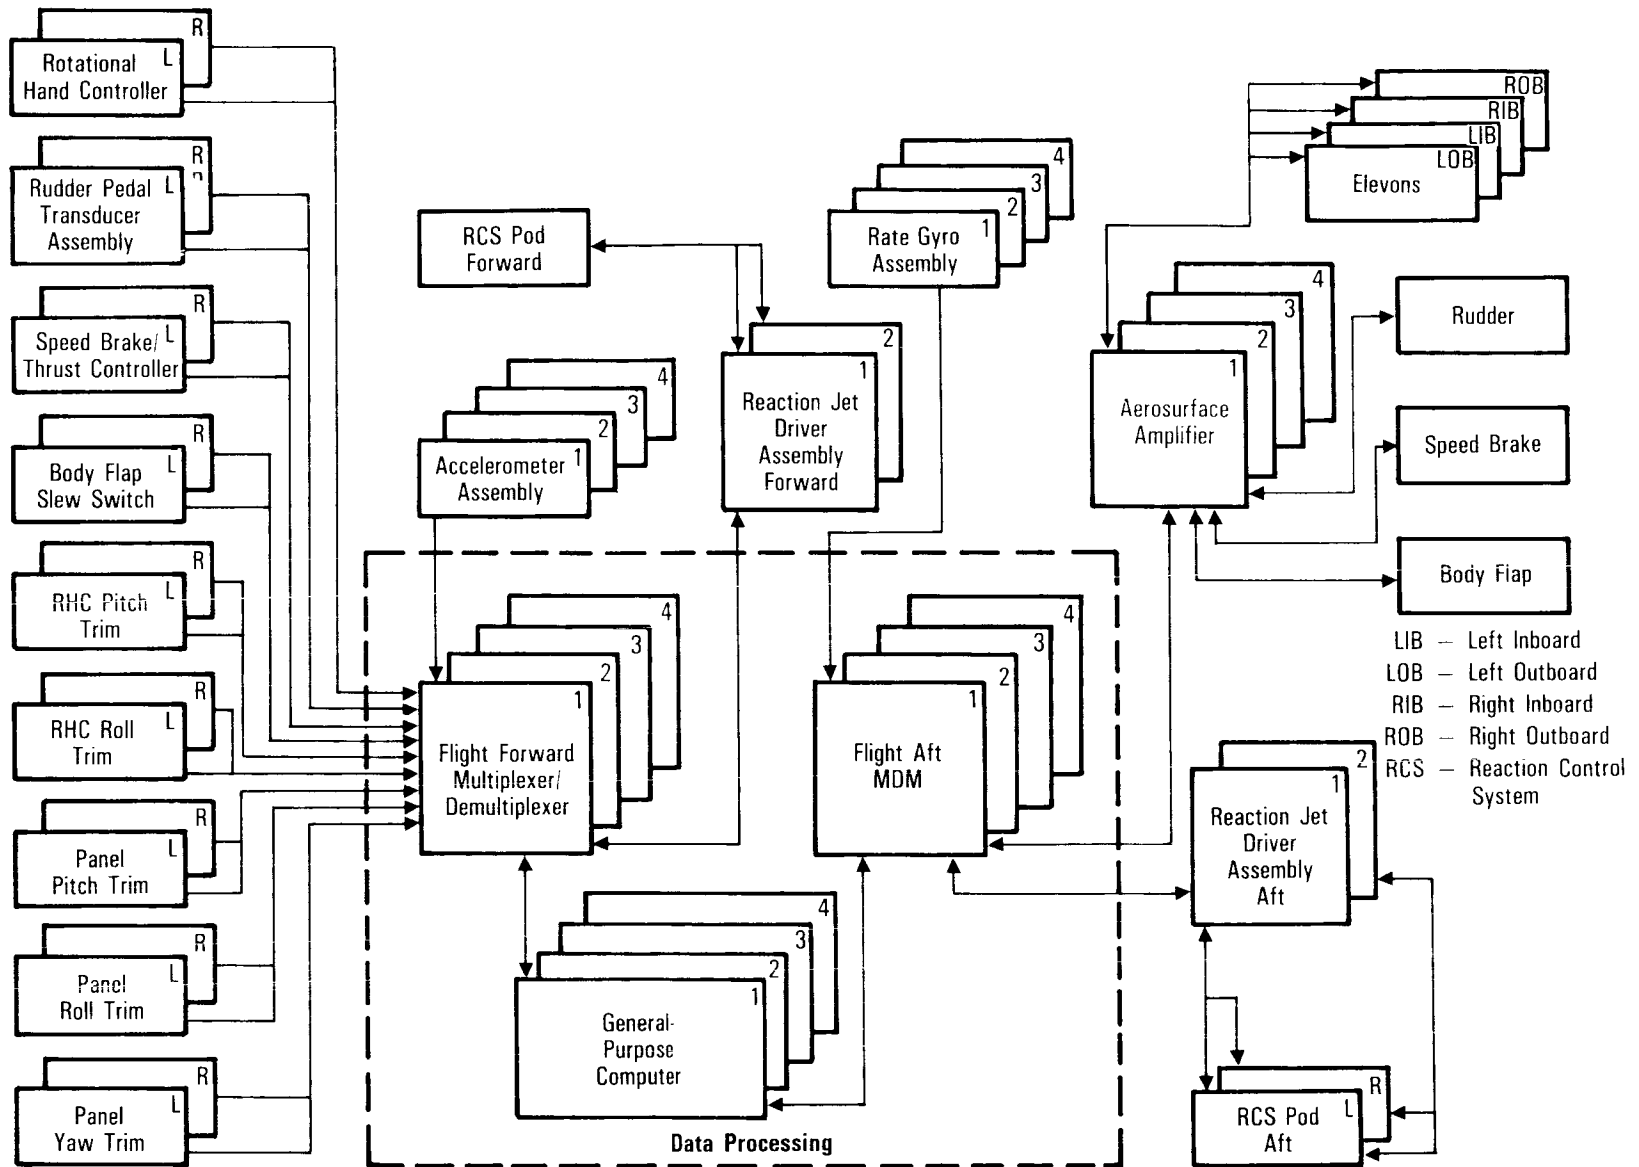 R
L
Rotational
Hand Controller
R
L
Rudder Pedal
Transducer
Assembly
R
L
Speed Brake/
Thrust Controller
R
L
Body Flap
Slew Switch
R
L
RHC Pitch
Trim
R
L
RHC Roll
Trim
R
L
Panel
Pitch Trim
R
L
Panel
Roll Trim
R
L
Panel
Yaw Trim
RCS Pod
Forward
4
3
2
1
Accelerometer
Assembly
2
1
Reaction Jet
Driver
Assembly
Forward
4
3
2
1
Rate Gyro
Assembly
4
3
2
1
Flight Forward
Multiplexer/
Demultiplexer
4
3
2
1
Flight Aft
MDM
4
3
2
1
General-
Purpose
Computer
Data Processing
ROB
RIB
LIB
LOB
Elevons
4
3
2
1
Aerosurface
Amplifier
Rudder
Speed Brake
Body Flap
LIB – Left Inboard
LOB – Left Outboard
RIB – Right Inboard
ROB – Right Outboard
RCS – Reaction Control
System
2
1
Reaction Jet
Driver
Assembly
Aft
R
L
RCS Pod
Aft